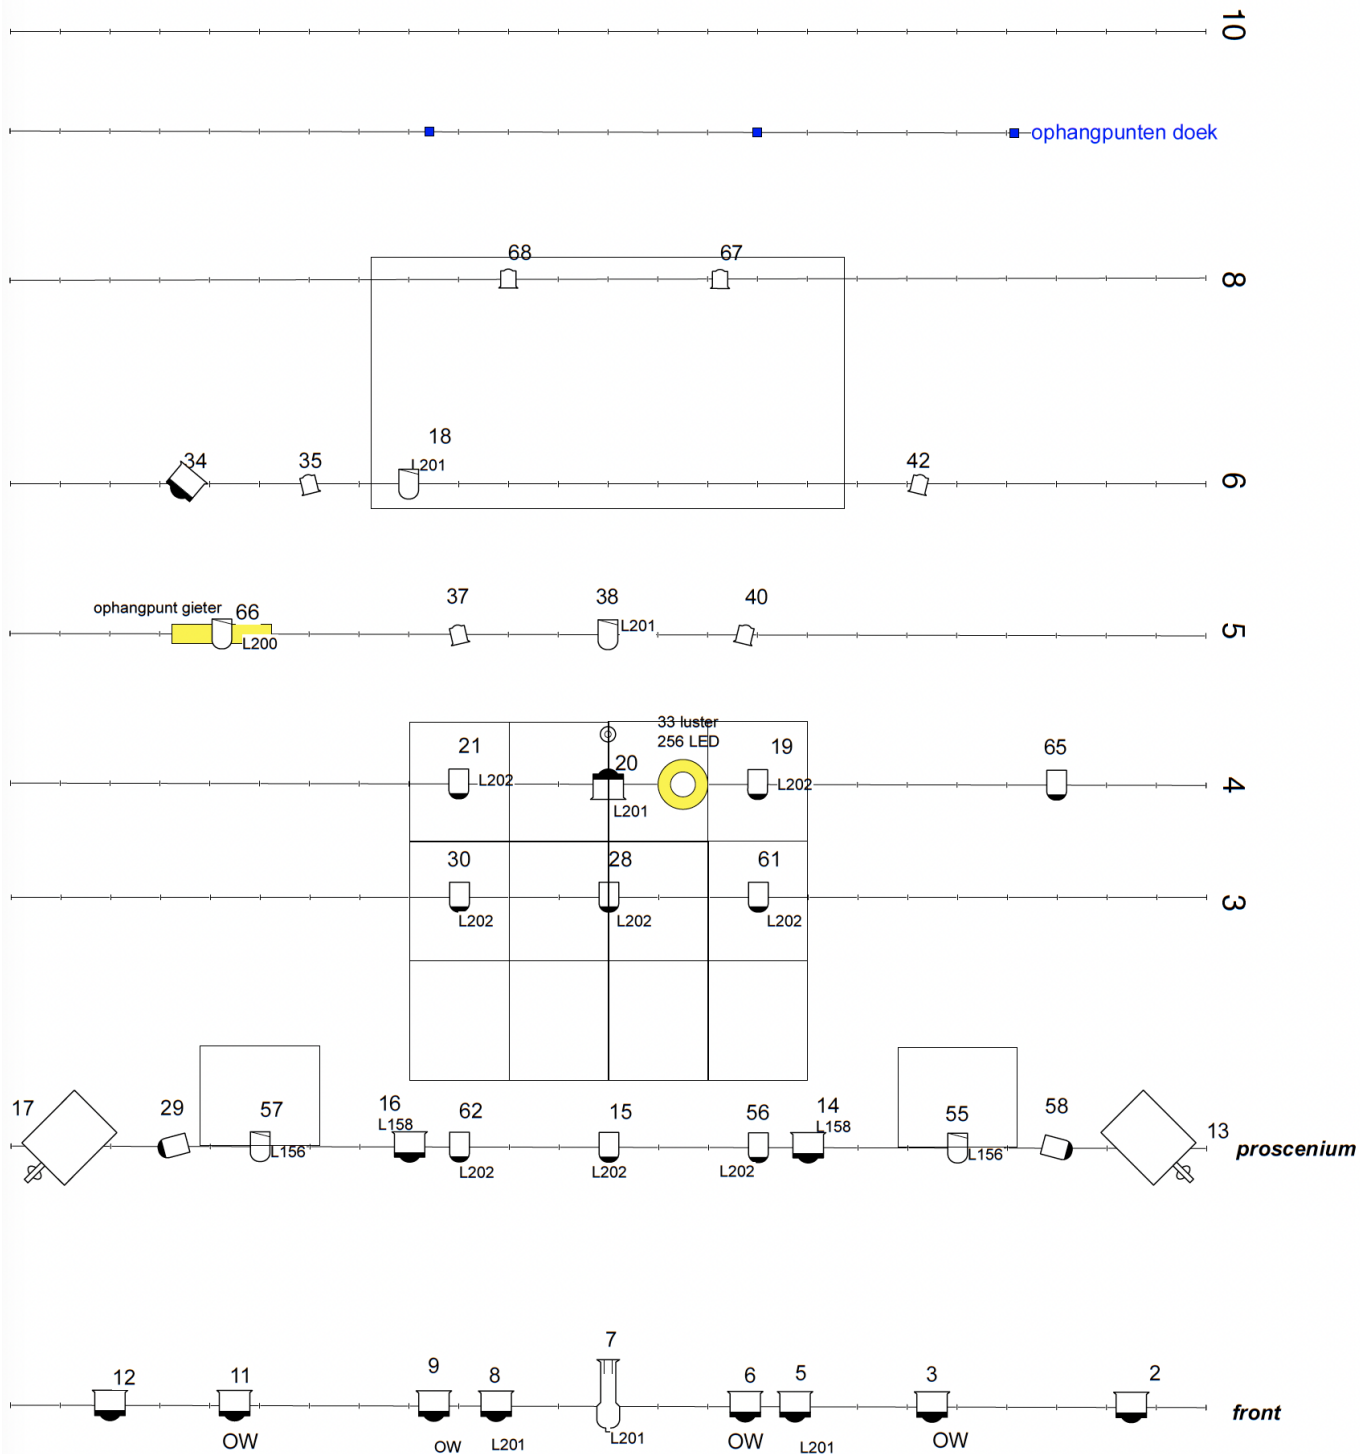 10
ophangpunten doek
68
67
8
18
L201
34
35
42
6
ophangpunt gieter
66
L200
37
38
L201
40
5
33 luster
256 LED
21
L202
20
L201
19
L202
65
4
30
L202
28
L202
61
L202
3
17
29
57
L156
16
L158
62
L202
15
L202
56
L202
14
L158
55
L156
58
13
proscenium
12
11
OW
9
OW
8
L201
7
L201
6
OW
5
L201
3
OW
2
front